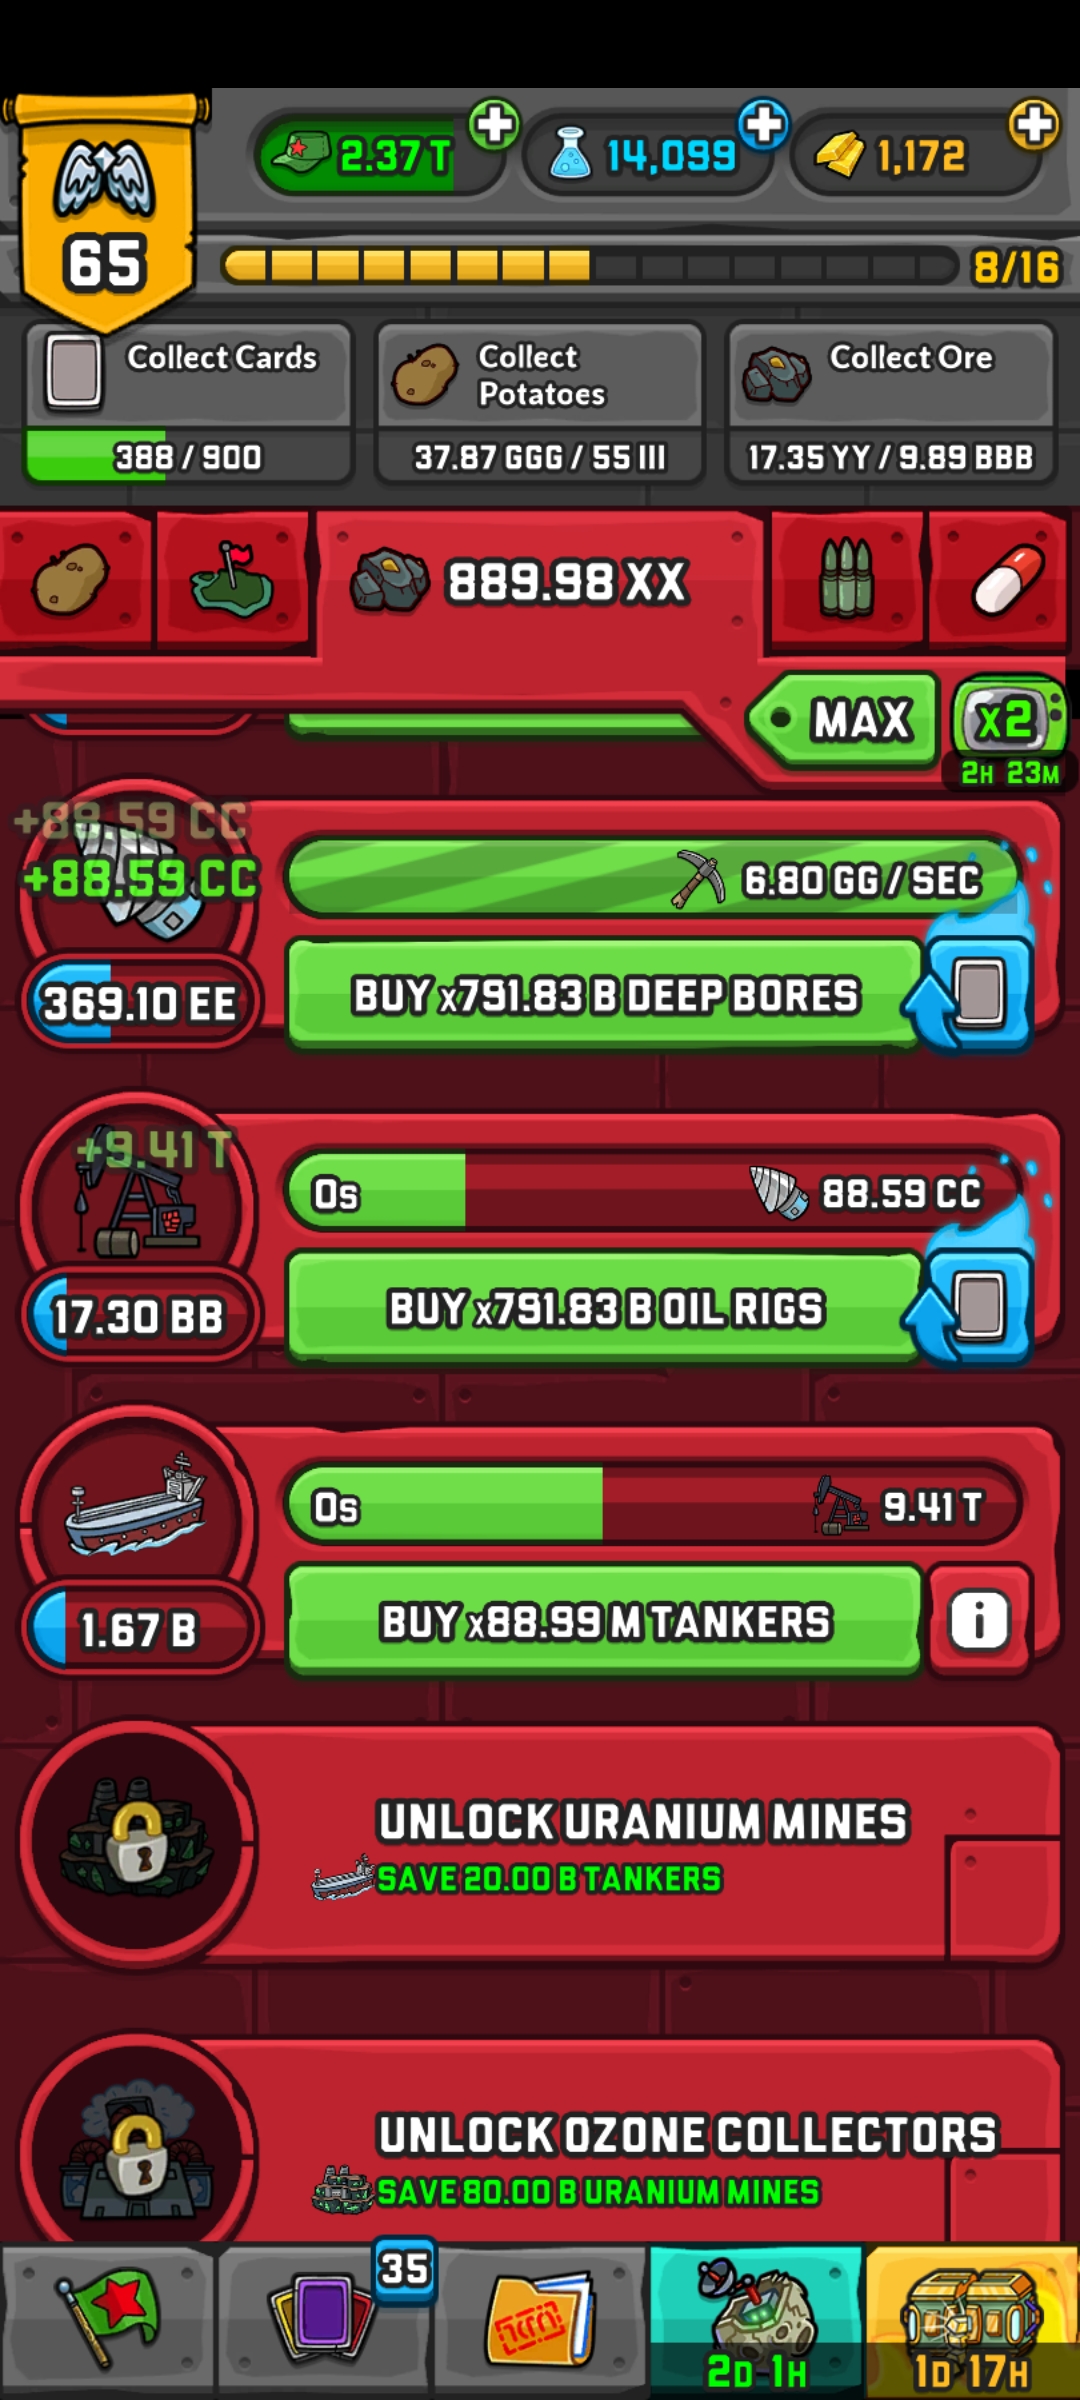 2.37 T
14,099
1,172
65
8/16
Collect Cards
388 / 900
Collect
Potatoes
37.87 GGG / 55 III
Collect Ore
17.35 YY / 9.89 BBB
889.98 XX
MAX
x2
2H 23M
+88.59 CC
+88.59 CC
6.80 GG / SEC
369.10 EE
BUY x791.83 B DEEP BORES
+9.41 T
0s
88.59 CC
17.30 BB
BUY x791.83 B OIL RIGS
0s
9.41 T
1.67 B
BUY x88.99 M TANKERS
i
UNLOCK URANIUM MINES
SAVE 20.00 B TANKERS
UNLOCK OZONE COLLECTORS
SAVE 80.00 B URANIUM MINES
35
2D 1H
1D 17H